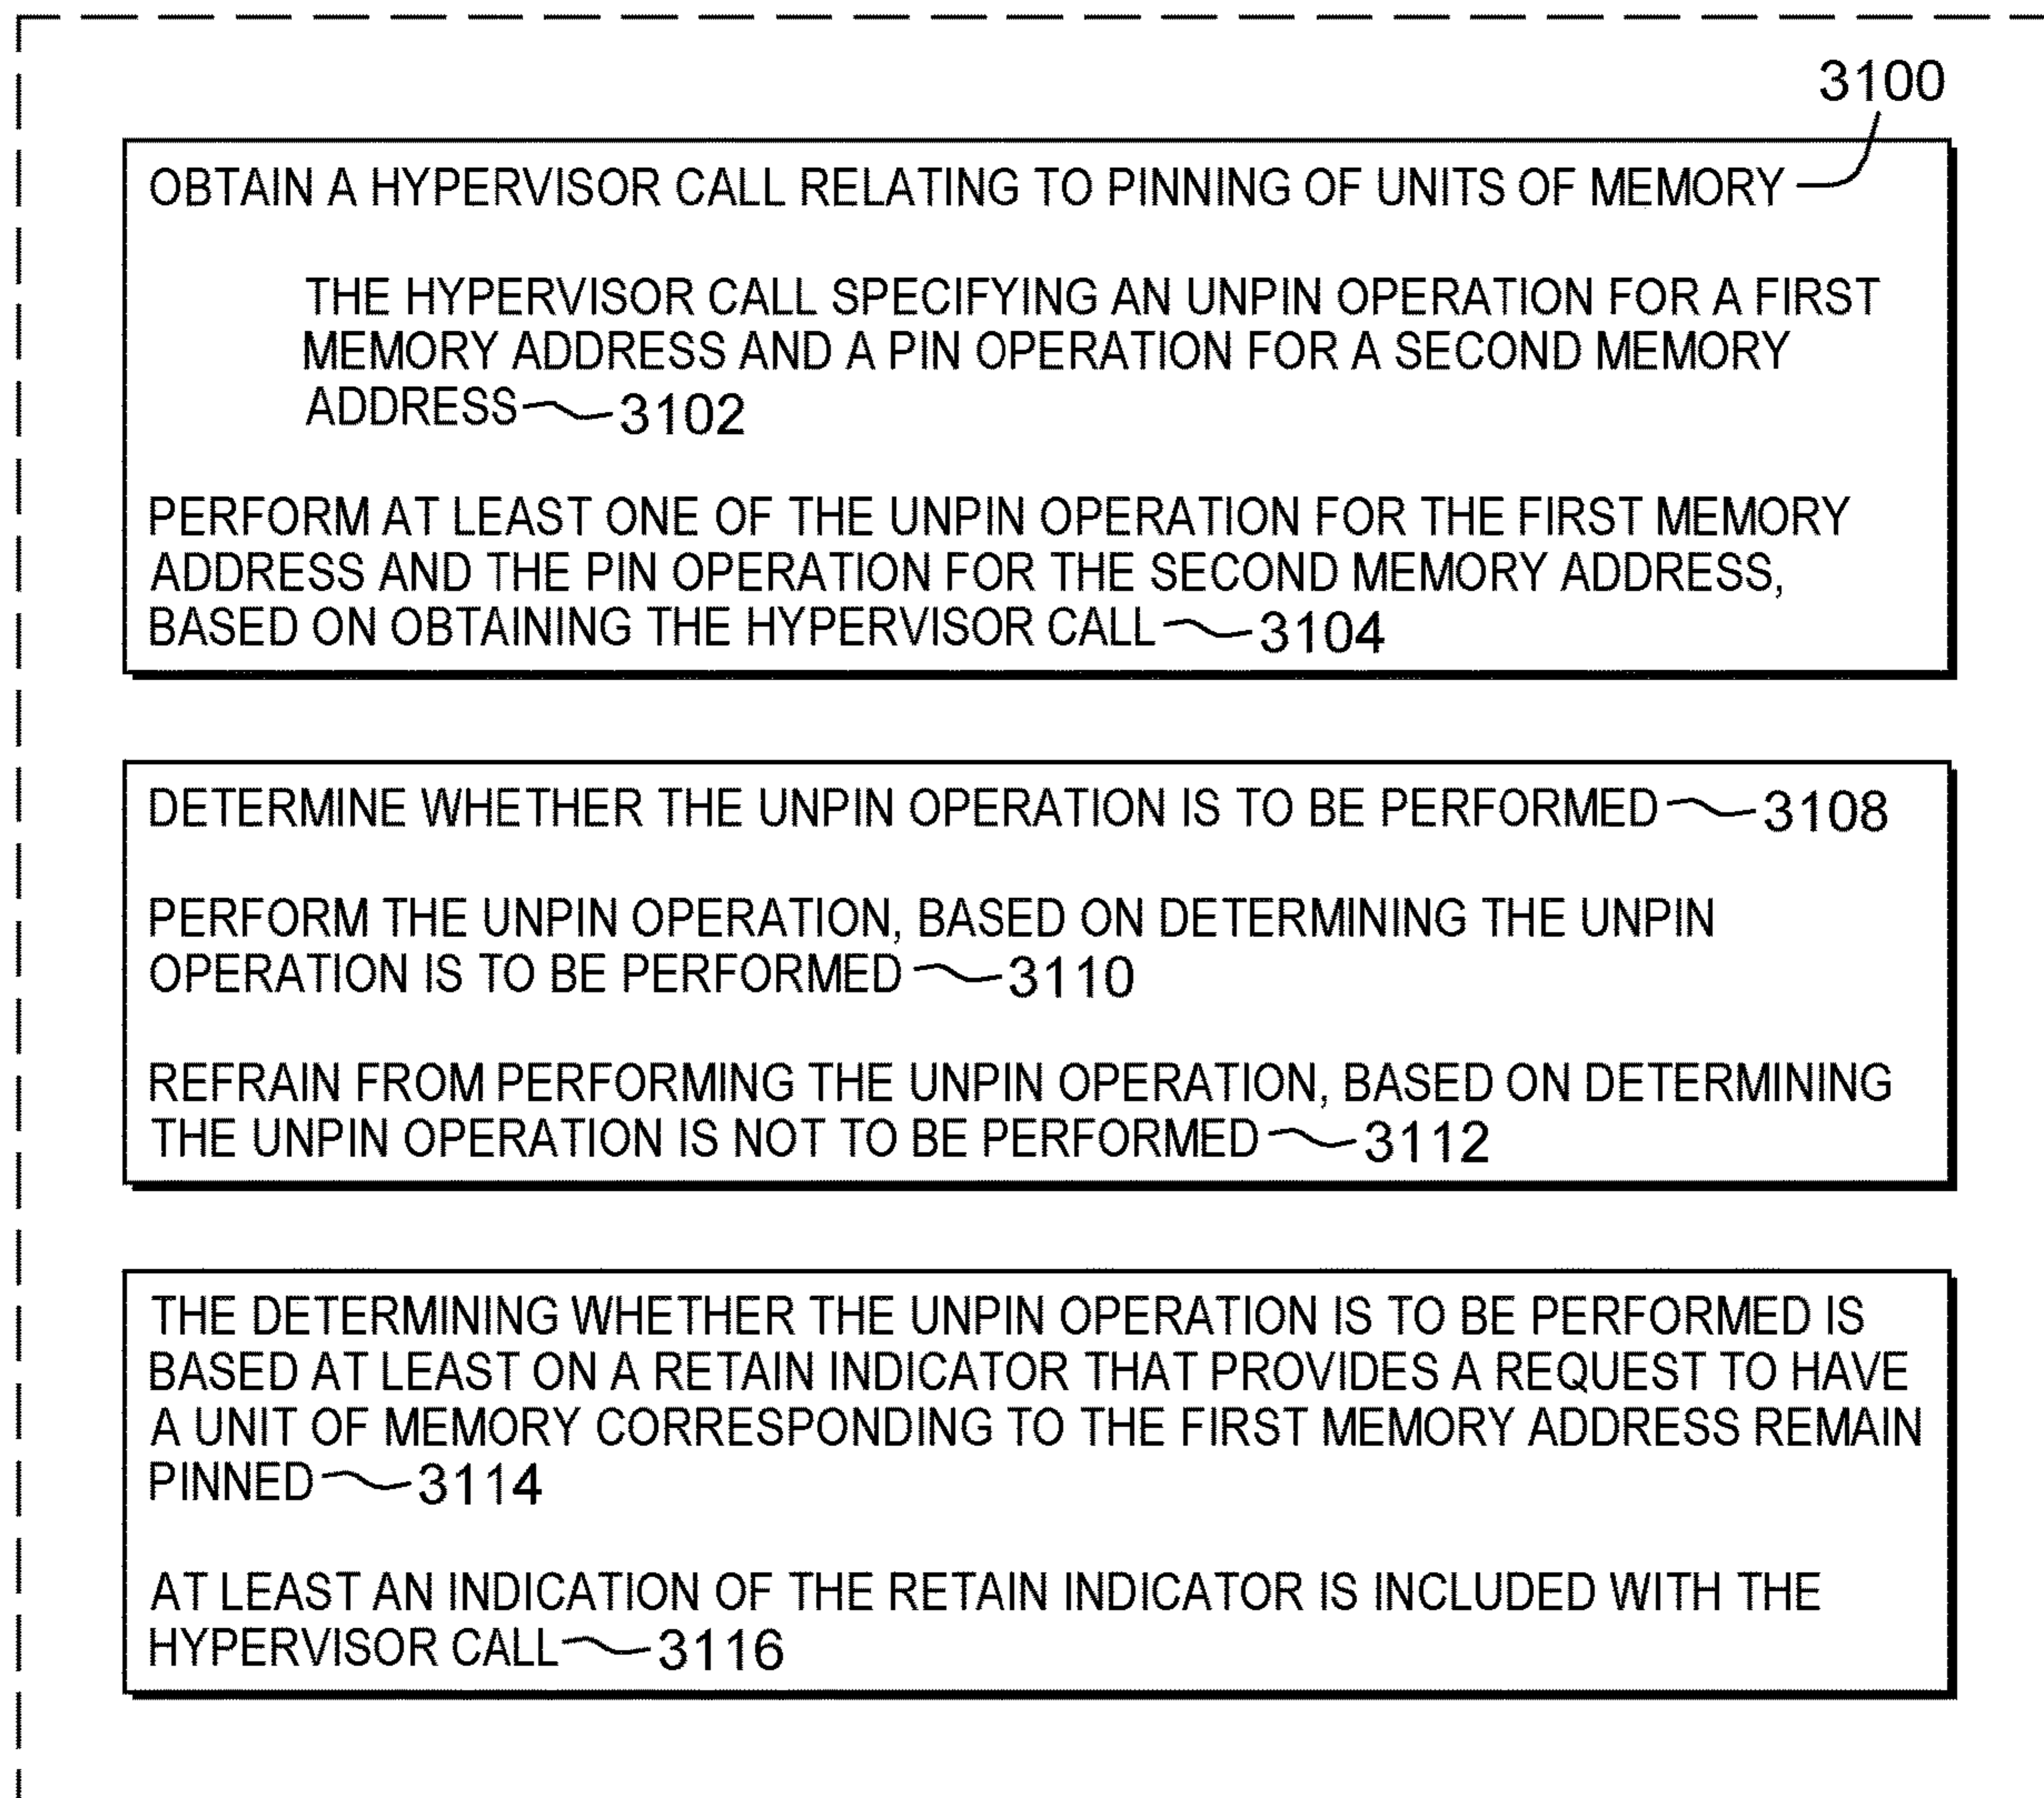 3100
OBTAIN A HYPERVISOR CALL RELATING TO PINNING OF UNITS OF MEMORY
THE HYPERVISOR CALL SPECIFYING AN UNPIN OPERATION FOR A FIRST
MEMORY ADDRESS AND A PIN OPERATION FOR A SECOND MEMORY
ADDRESS 3102
PERFORM AT LEAST ONE OF THE UNPIN OPERATION FOR THE FIRST MEMORY
ADDRESS AND THE PIN OPERATION FOR THE SECOND MEMORY ADDRESS,
BASED ON OBTAINING THE HYPERVISOR CALL 3104
DETERMINE WHETHER THE UNPIN OPERATION IS TO BE PERFORMED 3108
PERFORM THE UNPIN OPERATION, BASED ON DETERMINING THE UNPIN
OPERATION IS TO BE PERFORMED 3110
REFRAIN FROM PERFORMING THE UNPIN OPERATION, BASED ON DETERMINING
THE UNPIN OPERATION IS NOT TO BE PERFORMED 3112
THE DETERMINING WHETHER THE UNPIN OPERATION IS TO BE PERFORMED IS
BASED AT LEAST ON A RETAIN INDICATOR THAT PROVIDES A REQUEST TO HAVE
A UNIT OF MEMORY CORRESPONDING TO THE FIRST MEMORY ADDRESS REMAIN
PINNED 3114
AT LEAST AN INDICATION OF THE RETAIN INDICATOR IS INCLUDED WITH THE
HYPERVISOR CALL 3116